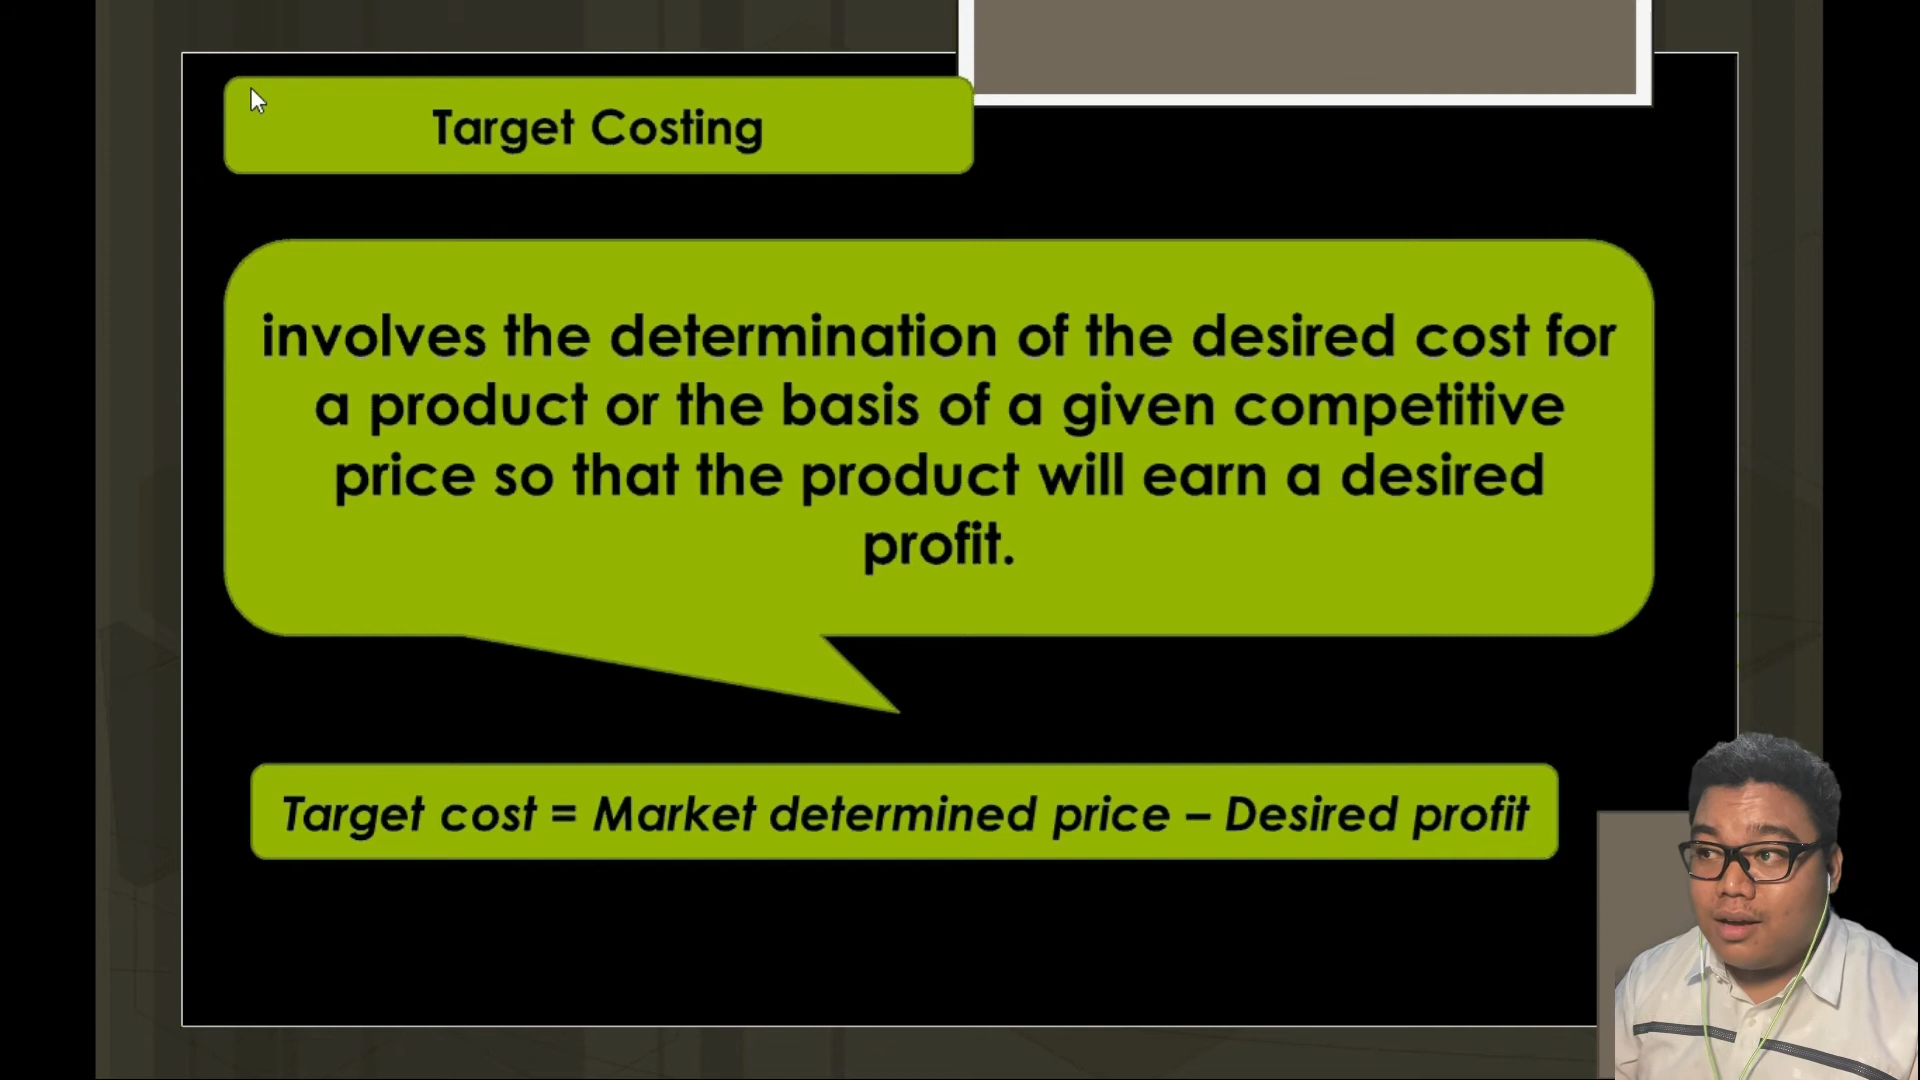 Target Costing
involves the determination of the desired cost for
a product or the basis of a given competitive
price so that the product will earn a desired
profit.
Target cost = Market determined price – Desired profit